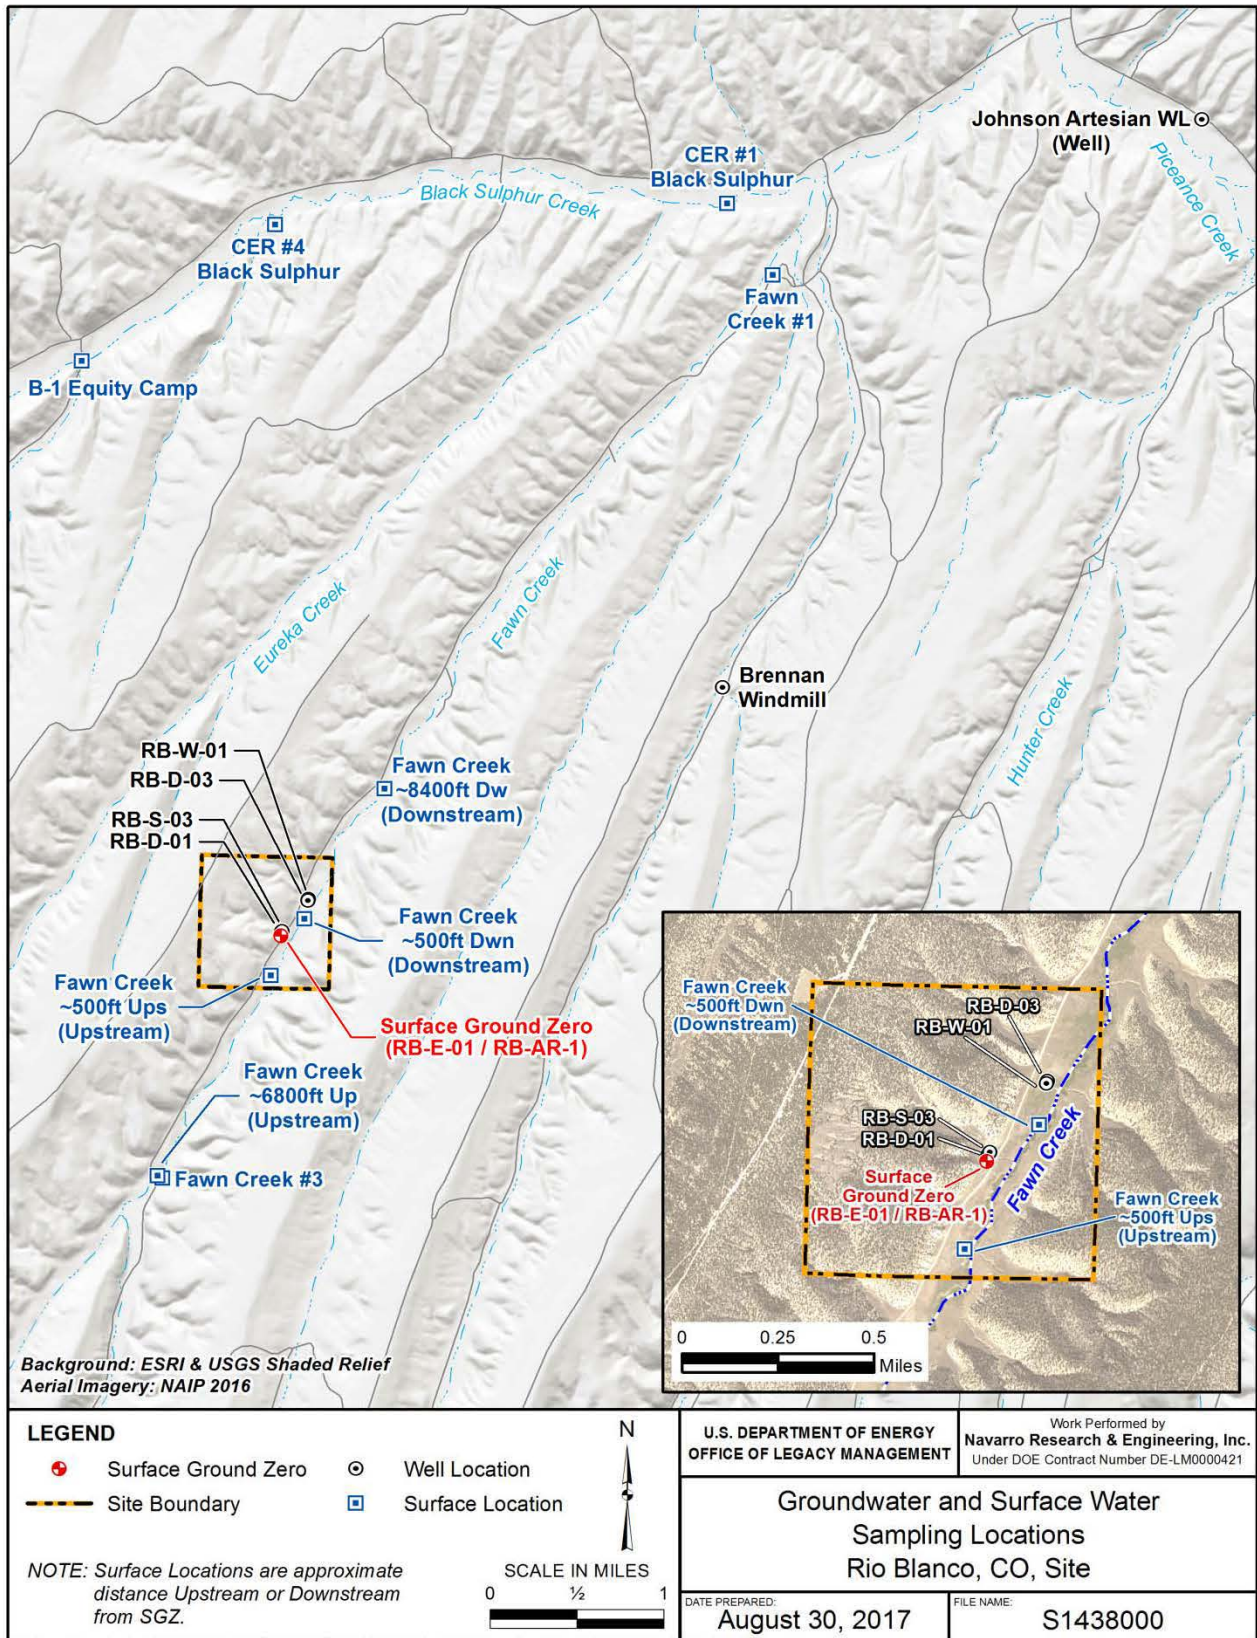 Johnson Artesian WL
(Well)
CER #1
Black Sulphur
Piceance Creek
Black Sulphur Creek
CER #4
Black Sulphur
Fawn
Creek #1
B-1 Equity Camp
Eureka Creek
Fawn Creek
Brennan
Windmill
Hunter Creek
RB-W-01
RB-D-03
RB-S-03
RB-D-01
Fawn Creek
~8400ft Dw
(Downstream)
Fawn Creek
~500ft Dwn
(Downstream)
Fawn Creek
~500ft Ups
(Upstream)
Surface Ground Zero
(RB-E-01 / RB-AR-1)
Fawn Creek
~6800ft Up
(Upstream)
Fawn Creek #3
Fawn Creek
~500ft Dwn
(Downstream)
RB-D-03
RB-W-01
RB-S-03
RB-D-01
Surface
Ground Zero
(RB-E-01 / RB-AR-1)
Fawn Creek
Fawn Creek
~500ft Ups
(Upstream)
0 0.25 0.5
Miles
Background: ESRI & USGS Shaded Relief
Aerial Imagery: NAIP 2016
LEGEND
Surface Ground Zero
Well Location
Site Boundary
Surface Location
N
NOTE: Surface Locations are approximate
distance Upstream or Downstream
from SGZ.
SCALE IN MILES
0 ½ 1
U.S. DEPARTMENT OF ENERGY
OFFICE OF LEGACY MANAGEMENT
Work Performed by
Navarro Research & Engineering, Inc.
Under DOE Contract Number DE-LM0000421
Groundwater and Surface Water
Sampling Locations
Rio Blanco, CO, Site
DATE PREPARED:
August 30, 2017
FILE NAME:
S1438000